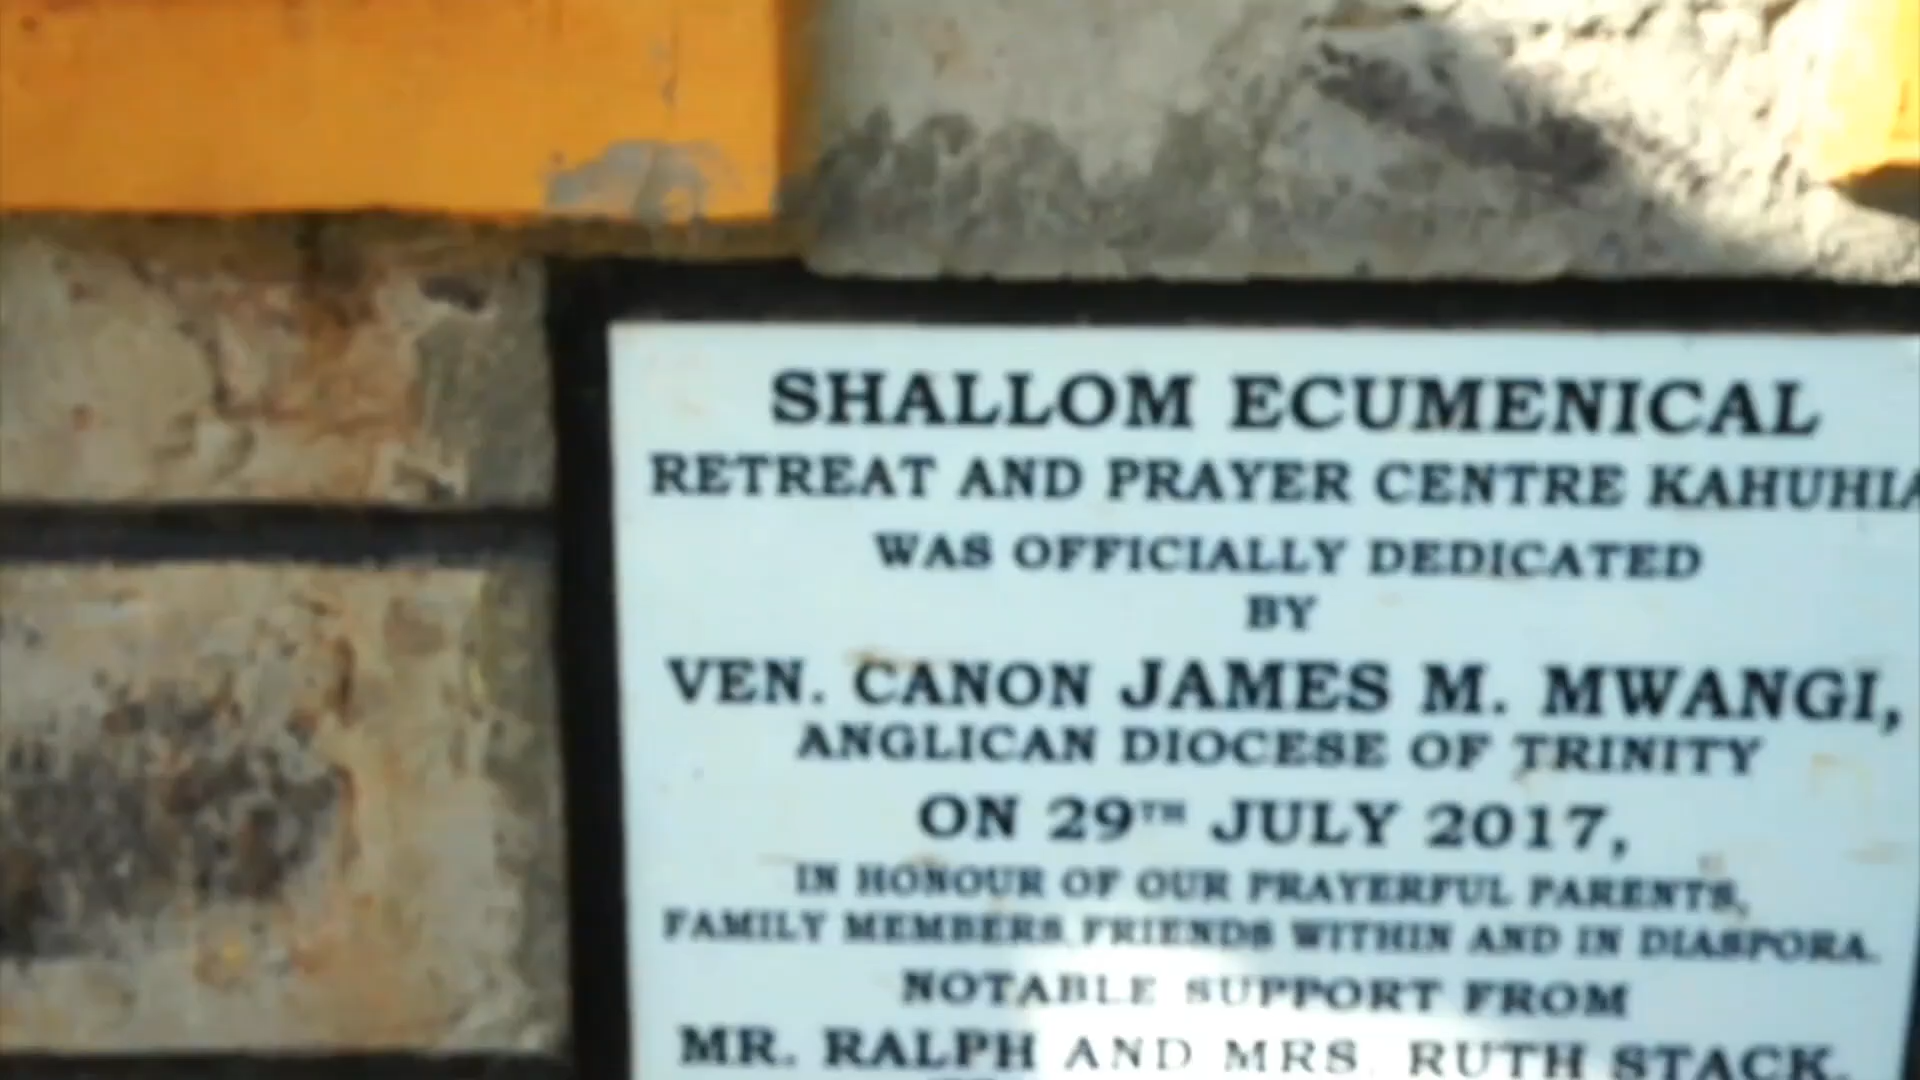 SHALLOM ECUMENICAL
RETREAT AND PRAYER CENTRE KAHUHIA
WAS OFFICIALLY DEDICATED
BY
VEN. CANON JAMES M. MWANGI,
ANGLICAN DIOCESE OF TRINITY
ON 29TH JULY 2017,
IN HONOUR OF OUR PRAYERFUL PARENTS,
FAMILY MEMBERS, FRIENDS WITHIN AND IN DIASPORA.
NOTABLE SUPPORT FROM
MR. RALPH AND MRS. RUTH STACK,